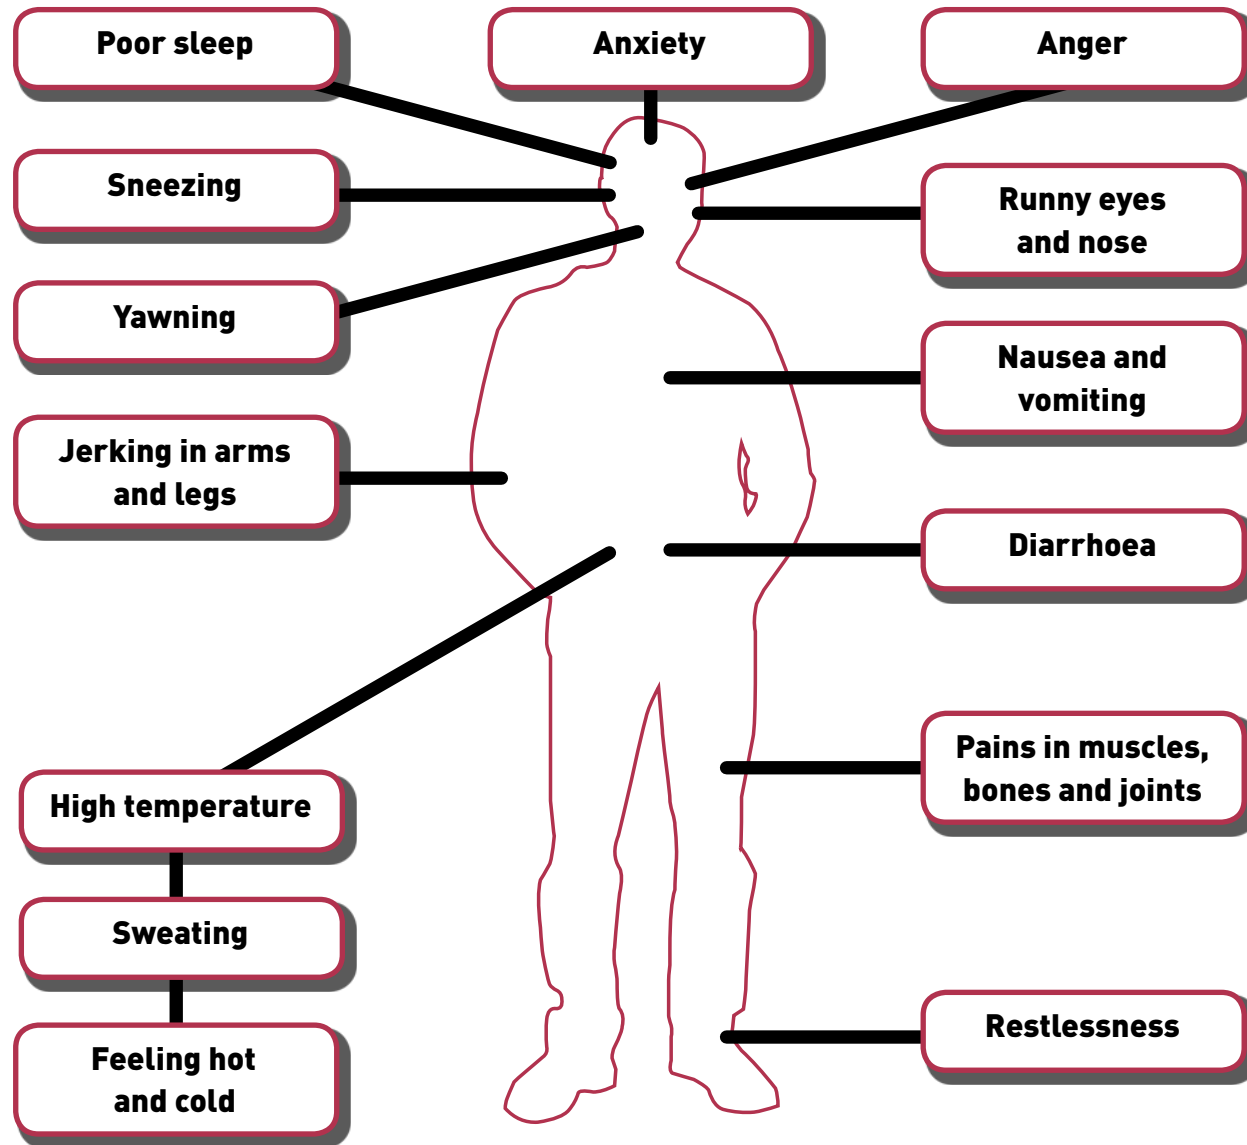 Poor sleep
Anxiety
Anger
Sneezing
Runny eyes
and nose
Yawning
Nausea and
vomiting
Jerking in arms
and legs
Diarrhoea
Pains in muscles,
bones and joints
High temperature
Sweating
Restlessness
Feeling hot
and cold